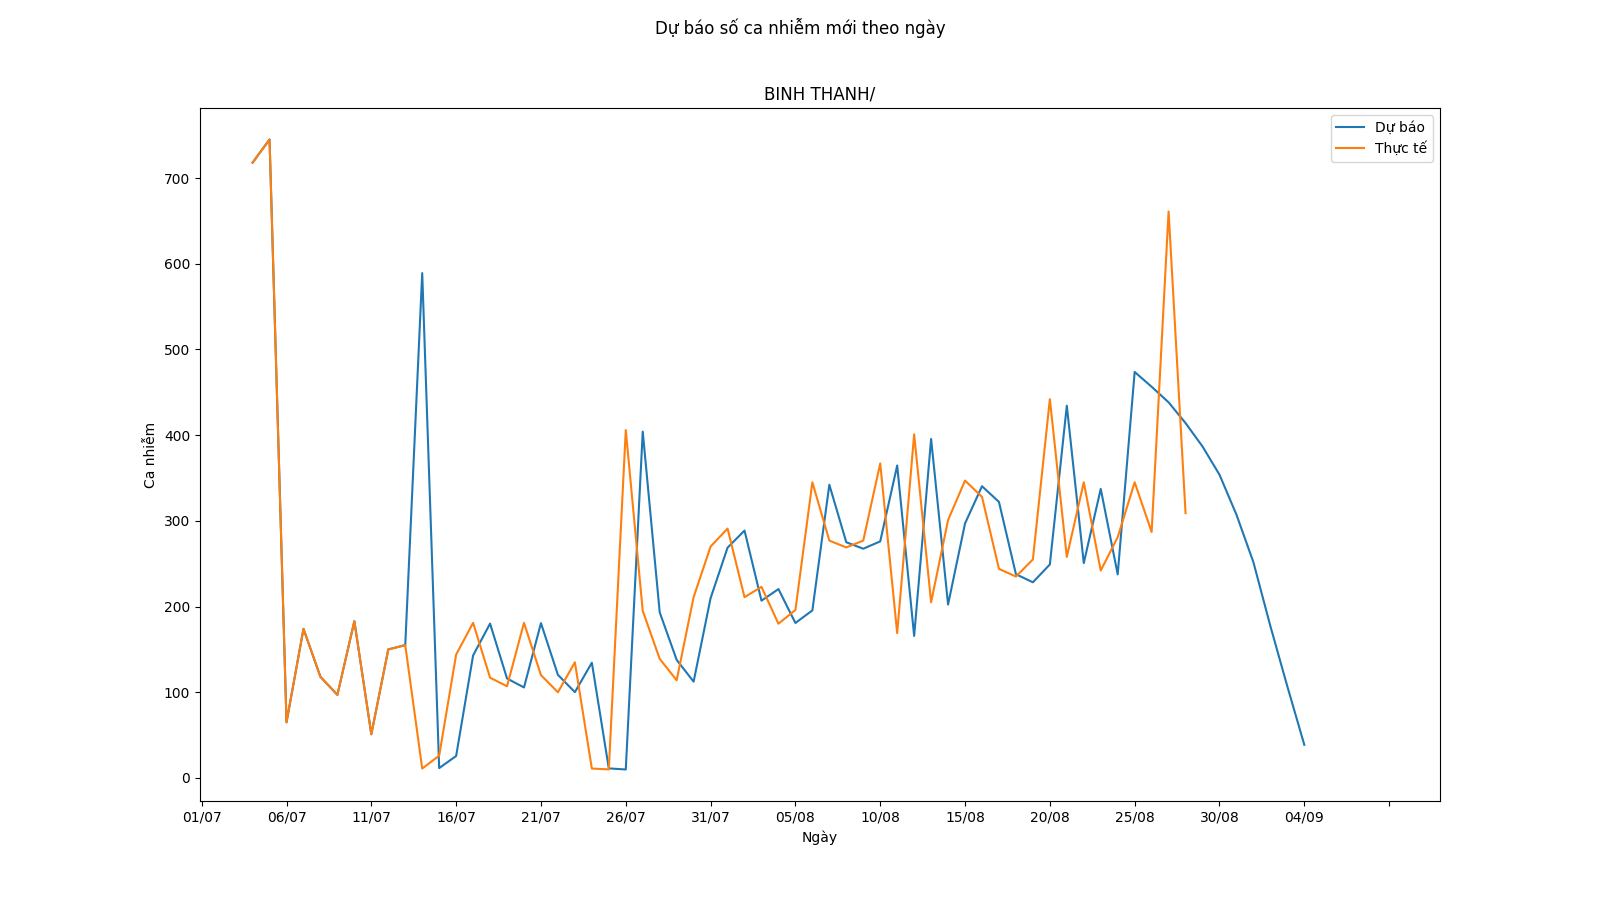 Dự báo số ca nhiễm mới theo ngày
BINH THANH/
Dự báo
Thực tế
Ca nhiễm
700
600
500
400
300
200
100
0
01/07 06/07 11/07 16/07 21/07 26/07 31/07 05/08 10/08 15/08 20/08 25/08 30/08 04/09
Ngày